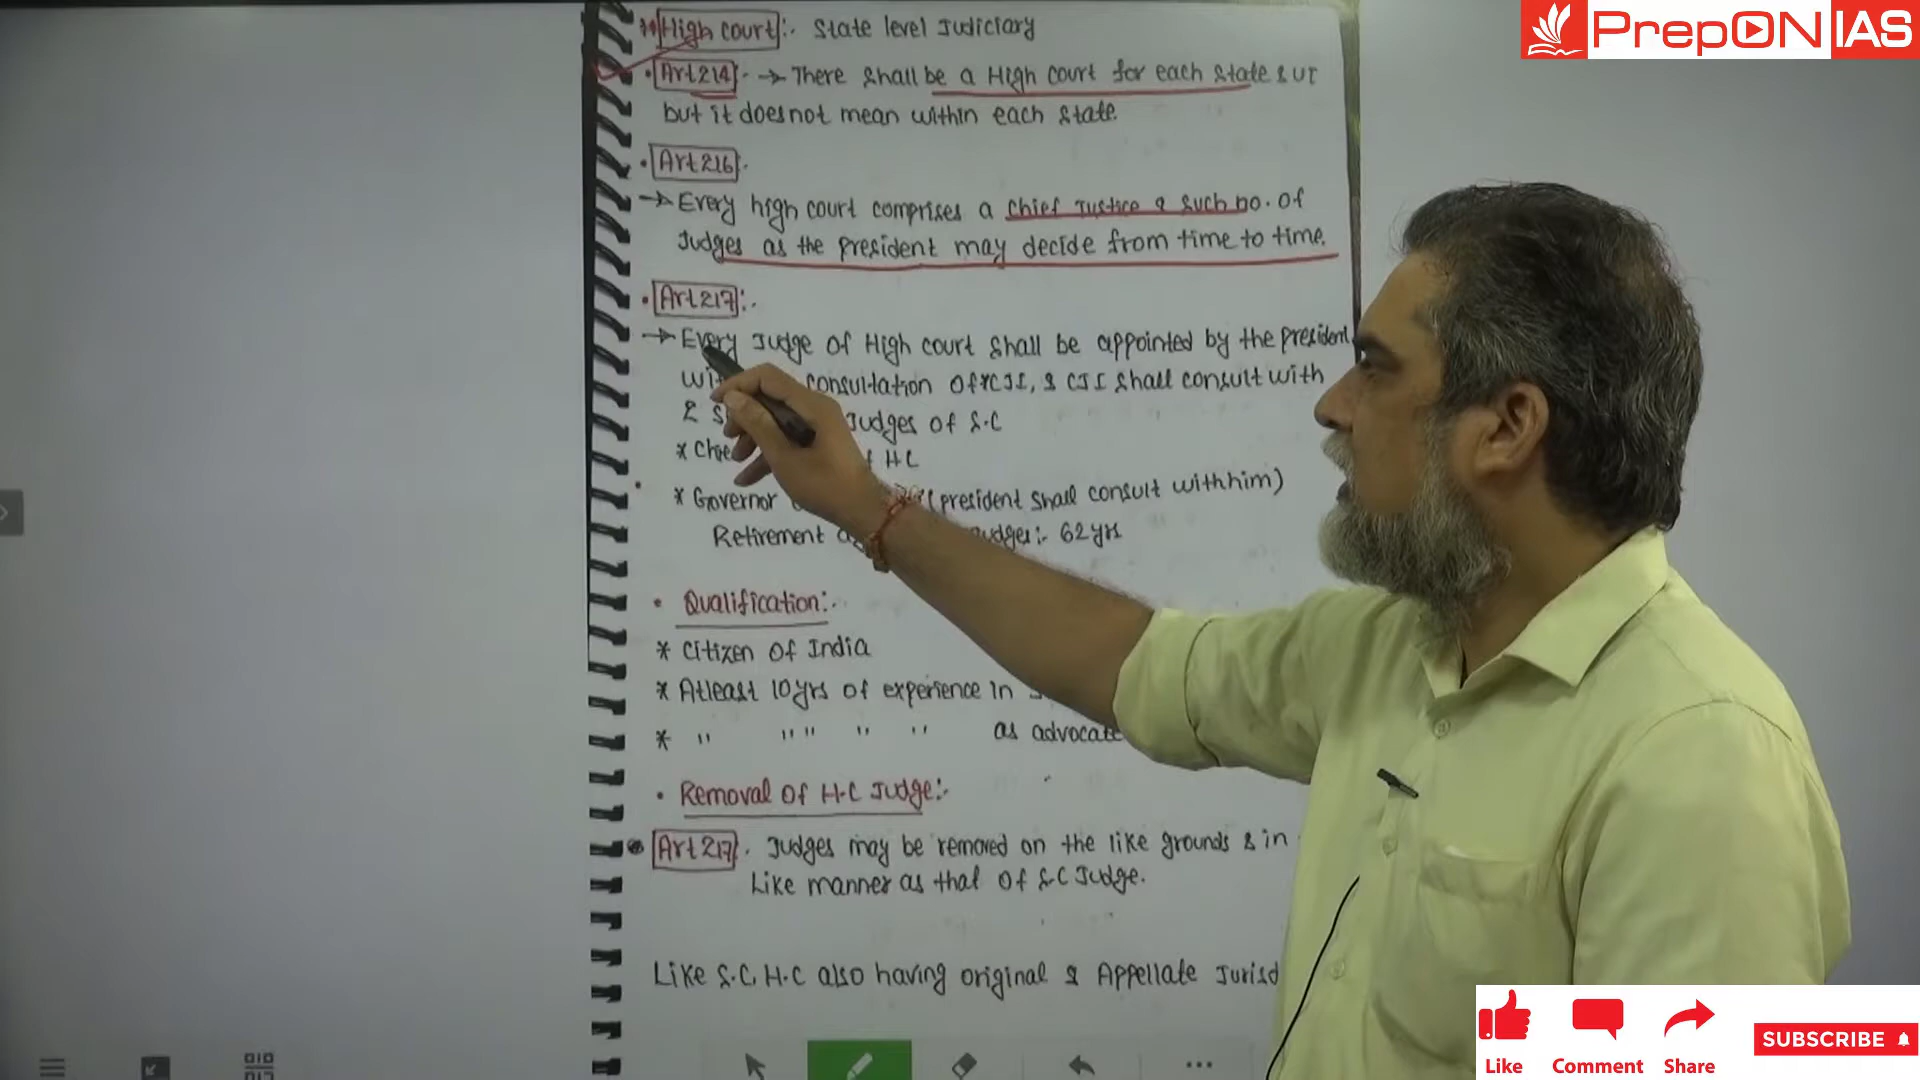 PrepON IAS
High court :- State level Judiciary
• Art 214 :- → There shall be a High court for each State & UT
but it does not mean within each State.
• Art 216 :-
→ Every high court comprises a chief Justice & such no. of
Judges as the president may decide from time to time.
• Art 217 :-
→ Every Judge of High court shall be appointed by the president
consultation of CJI, & CJI shall consult with
2 Judges of S.C
* HC
* Governor (president shall consult with him)
Retirement 62 yrs
• Qualification :-
* Citizen of India
* Atleast 10 yrs of experience in
* " " " " " as advocate
• Removal of H.C Judge :-
• Art 217 . Judges may be removed on the like grounds & in
Like manner as that of S.C Judge.
Like S.C, H.C also having original & Appellate
Like Comment Share
SUBSCRIBE